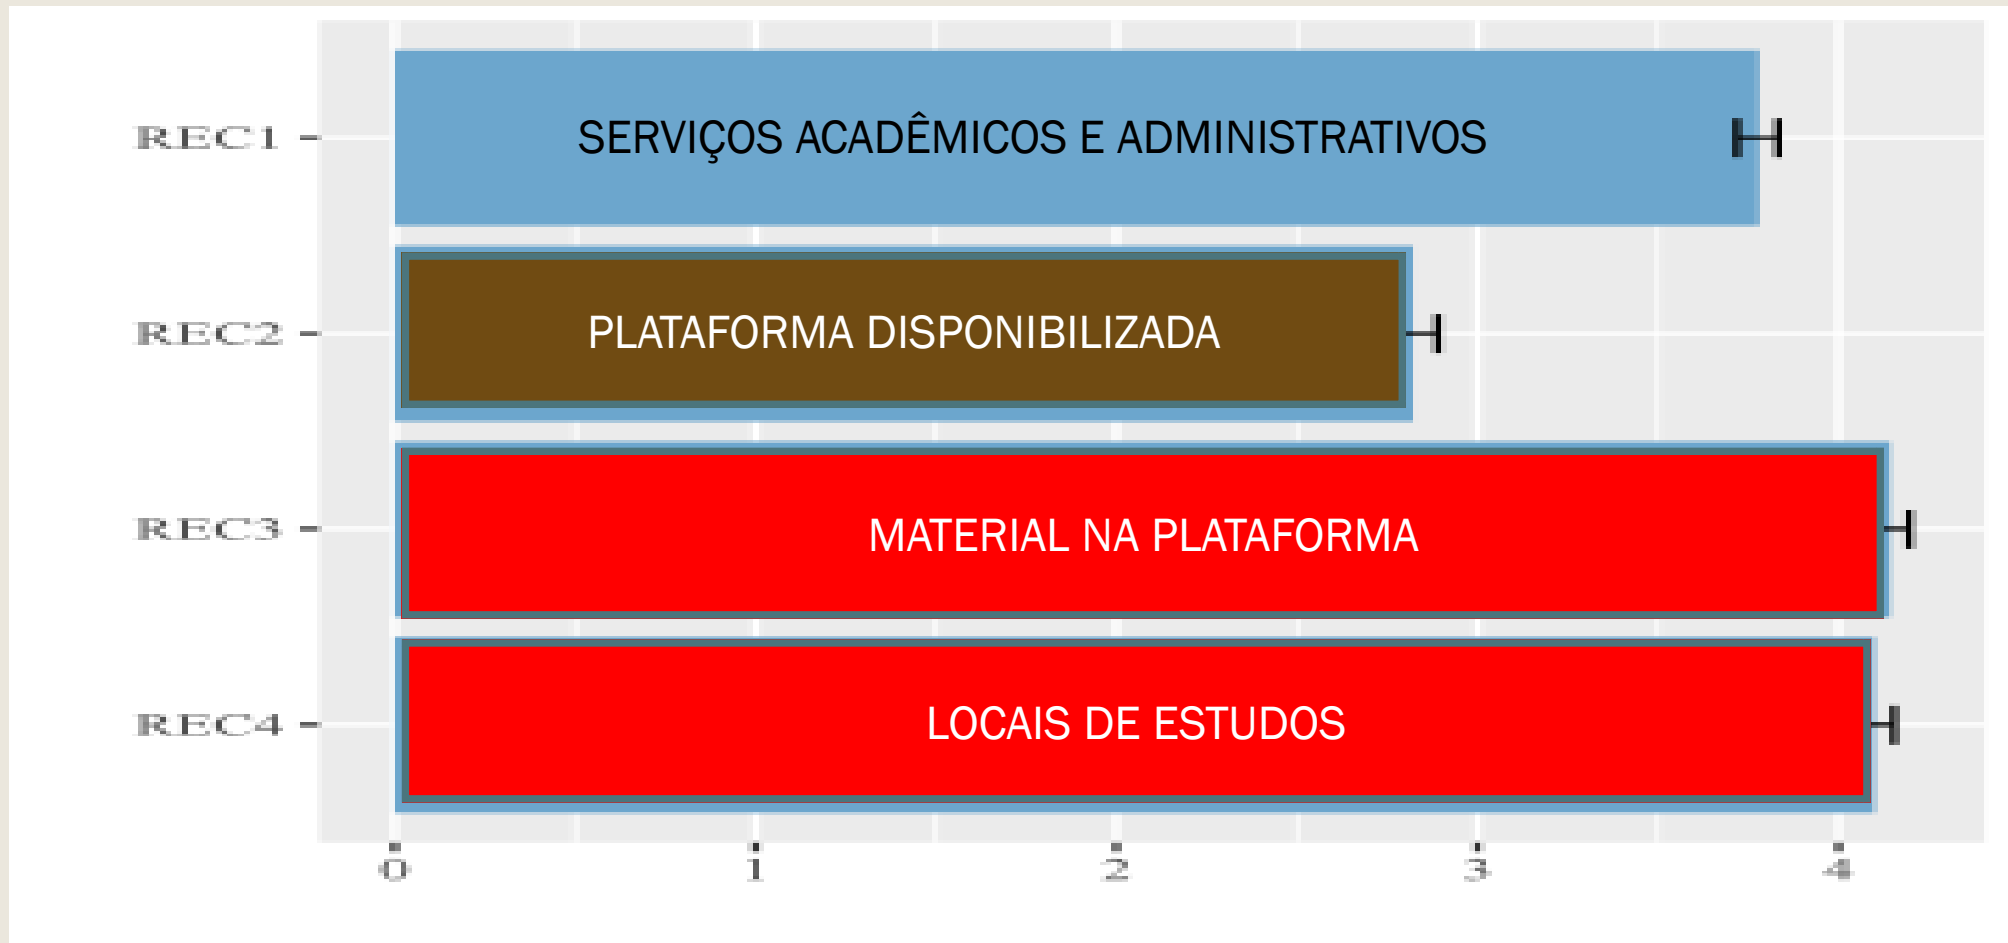 REC1
SERVIÇOS ACADÊMICOS E ADMINISTRATIVOS
REC2
PLATAFORMA DISPONIBILIZADA
REC3
MATERIAL NA PLATAFORMA
REC4
LOCAIS DE ESTUDOS
0 1 2 3 4